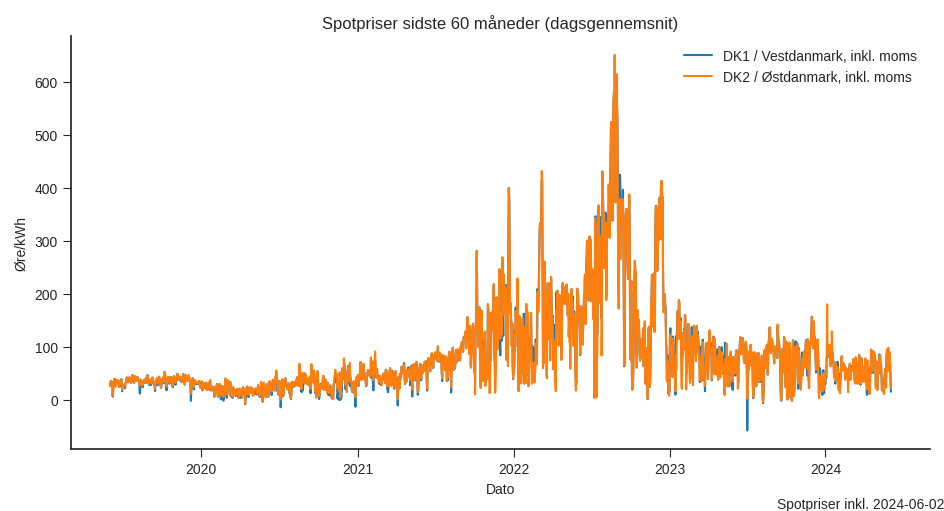 Spotpriser sidste 60 måneder (dagsgennemsnit)
DK1 / Vestdanmark, inkl. moms
DK2 / Østdanmark, inkl. moms
600
500
400
300
200
100
0
Øre/kWh
2020
2021
2022
2023
2024
Dato
Spotpriser inkl. 2024-06-02